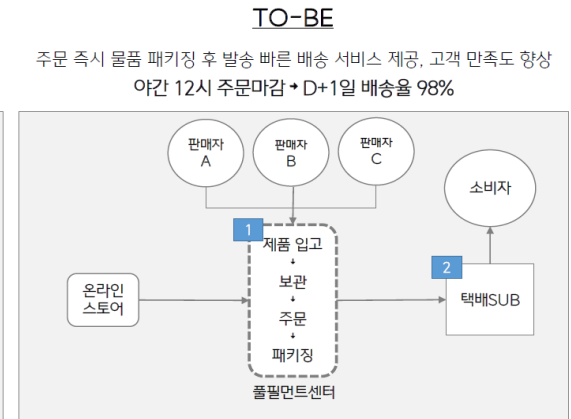 TO-BE
주문 즉시 물품 패키징 후 발송 빠른 배송 서비스 제공, 고객 만족도 향상
야간 12시 주문마감 → D+1일 배송율 98%
판매자
A
판매자
B
판매자
C
소비자
1
제품 입고
보관
주문
패키징
풀필먼트센터
온라인
스토어
2
택배SUB